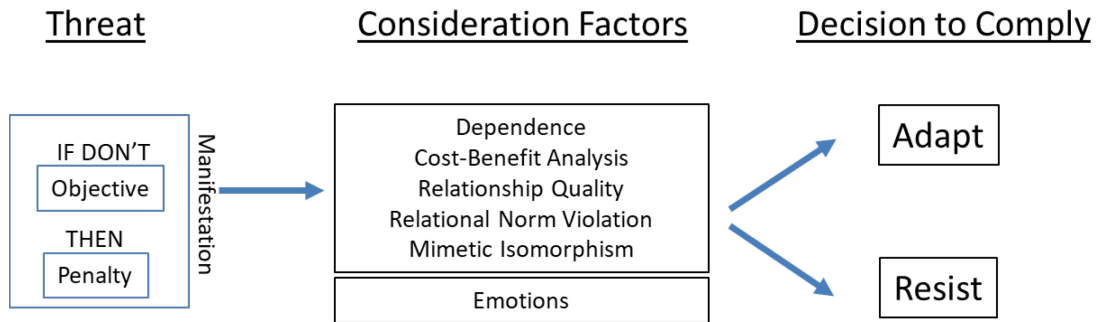 Threat
Consideration Factors
Decision to Comply
IF DON'T
Objective
THEN
Penalty
Manifestation
Dependence
Cost-Benefit Analysis
Relationship Quality
Relational Norm Violation
Mimetic Isomorphism
Emotions
Adapt
Resist